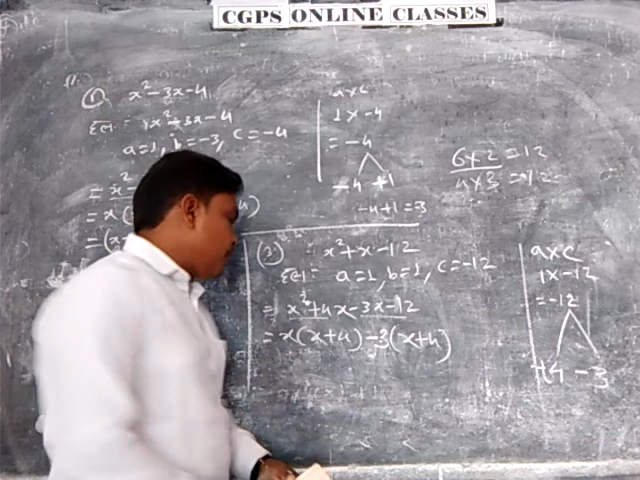 CGPS ONLINE CLASSES
① x² - 3x - 4
हल = 1x² - 3x - 4
a=1, b=-3, c=-4
= x²
= x(
= (x
a×c
1×-4
= -4
-4 +1
-4+1=3
6×2=12
4×3=12
x²+x-12
हल = a=1, b=1, c=-12
= x²+4x-3x-12
= x(x+4)-3(x+4)
a×c
1×-12
= -12
+4 -3